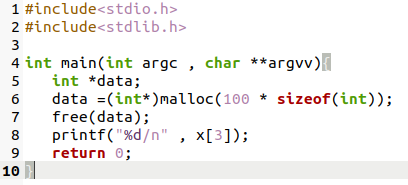 1 #include<stdio.h>
2 #include<stdlib.h>
3
4 int main(int argc , char **argvv){
5 int *data;
6 data =(int*)malloc(100 * sizeof(int));
7 free(data);
8 printf("%d/n" , x[3]);
9 return 0;
10 }